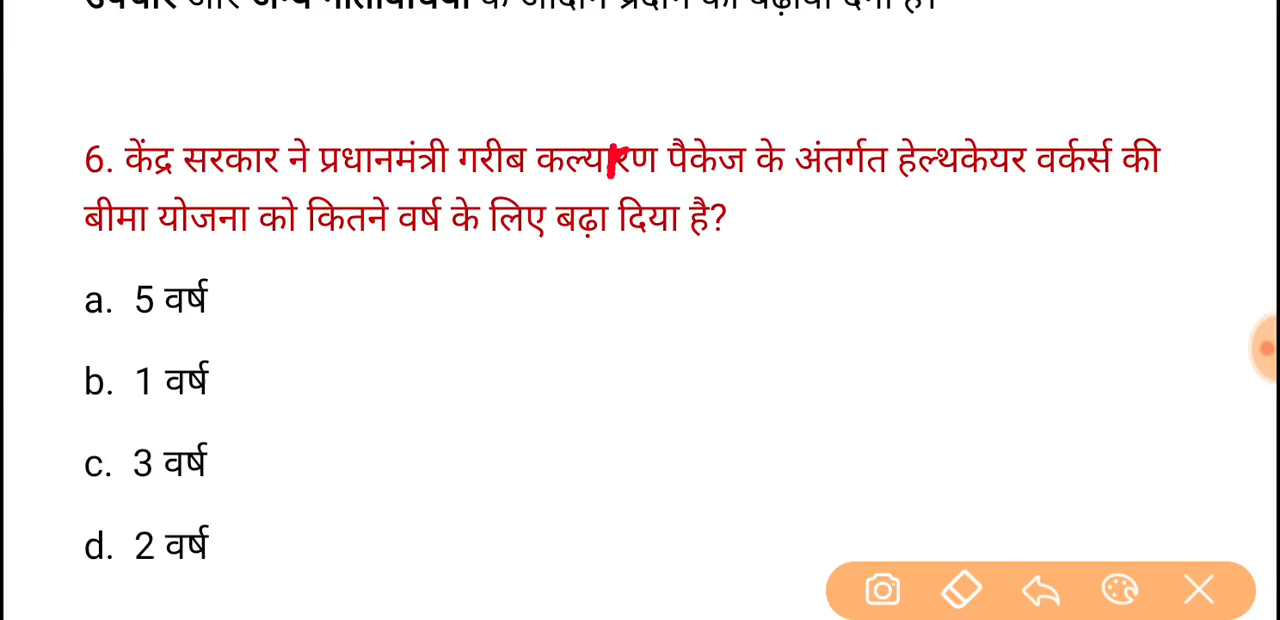 6. केंद्र सरकार ने प्रधानमंत्री गरीब कल्यारण पैकेज के अंतर्गत हेल्थकेयर वर्कर्स की
बीमा योजना को कितने वर्ष के लिए बढ़ा दिया है?
a. 5 वर्ष
b. 1 वर्ष
c. 3 वर्ष
d. 2 वर्ष